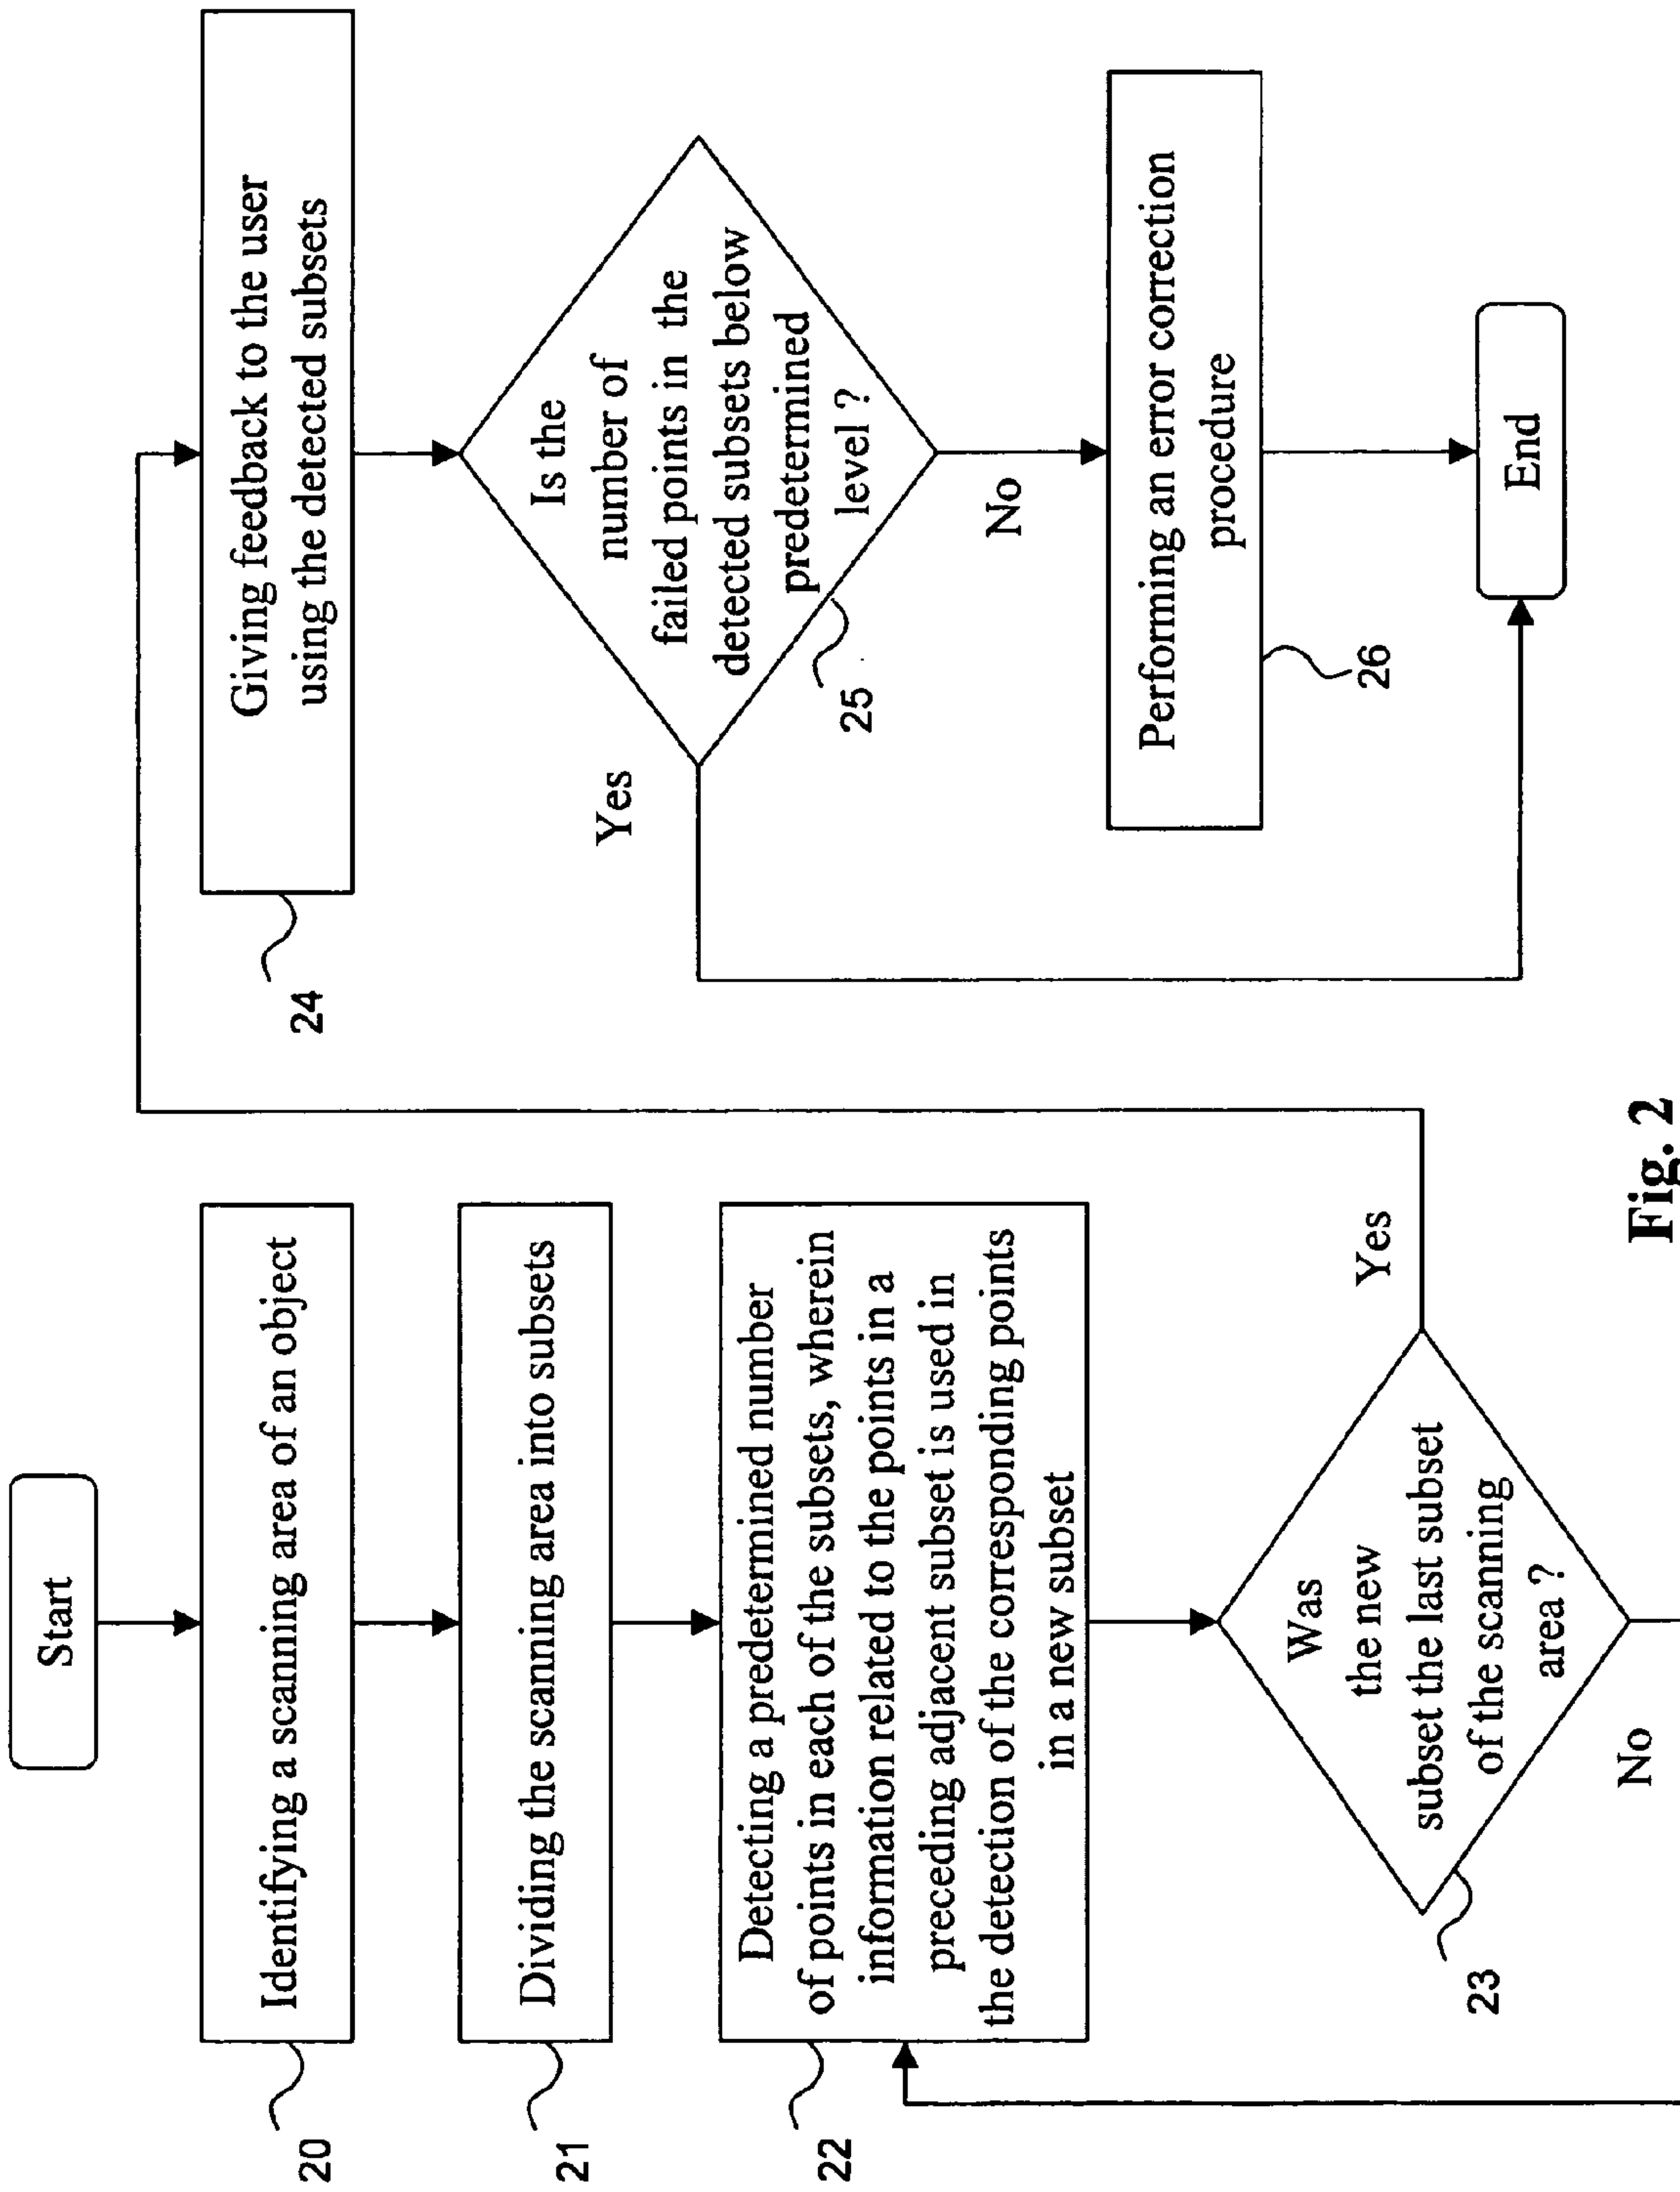 Start
Identifying a scanning area of an object
20
Dividing the scanning area into subsets
21
Detecting a predetermined number
of points in each of the subsets, wherein
information related to the points in a
preceding adjacent subset is used in
the detection of the corresponding points
in a new subset
22
Was
the new
subset the last subset
of the scanning
area ?
23
Yes
No
Giving feedback to the user
using the detected subsets
24
Is the
number of
failed points in the
detected subsets below
predetermined
level ?
25
Yes
No
Performing an error correction
procedure
26
End
Fig. 2